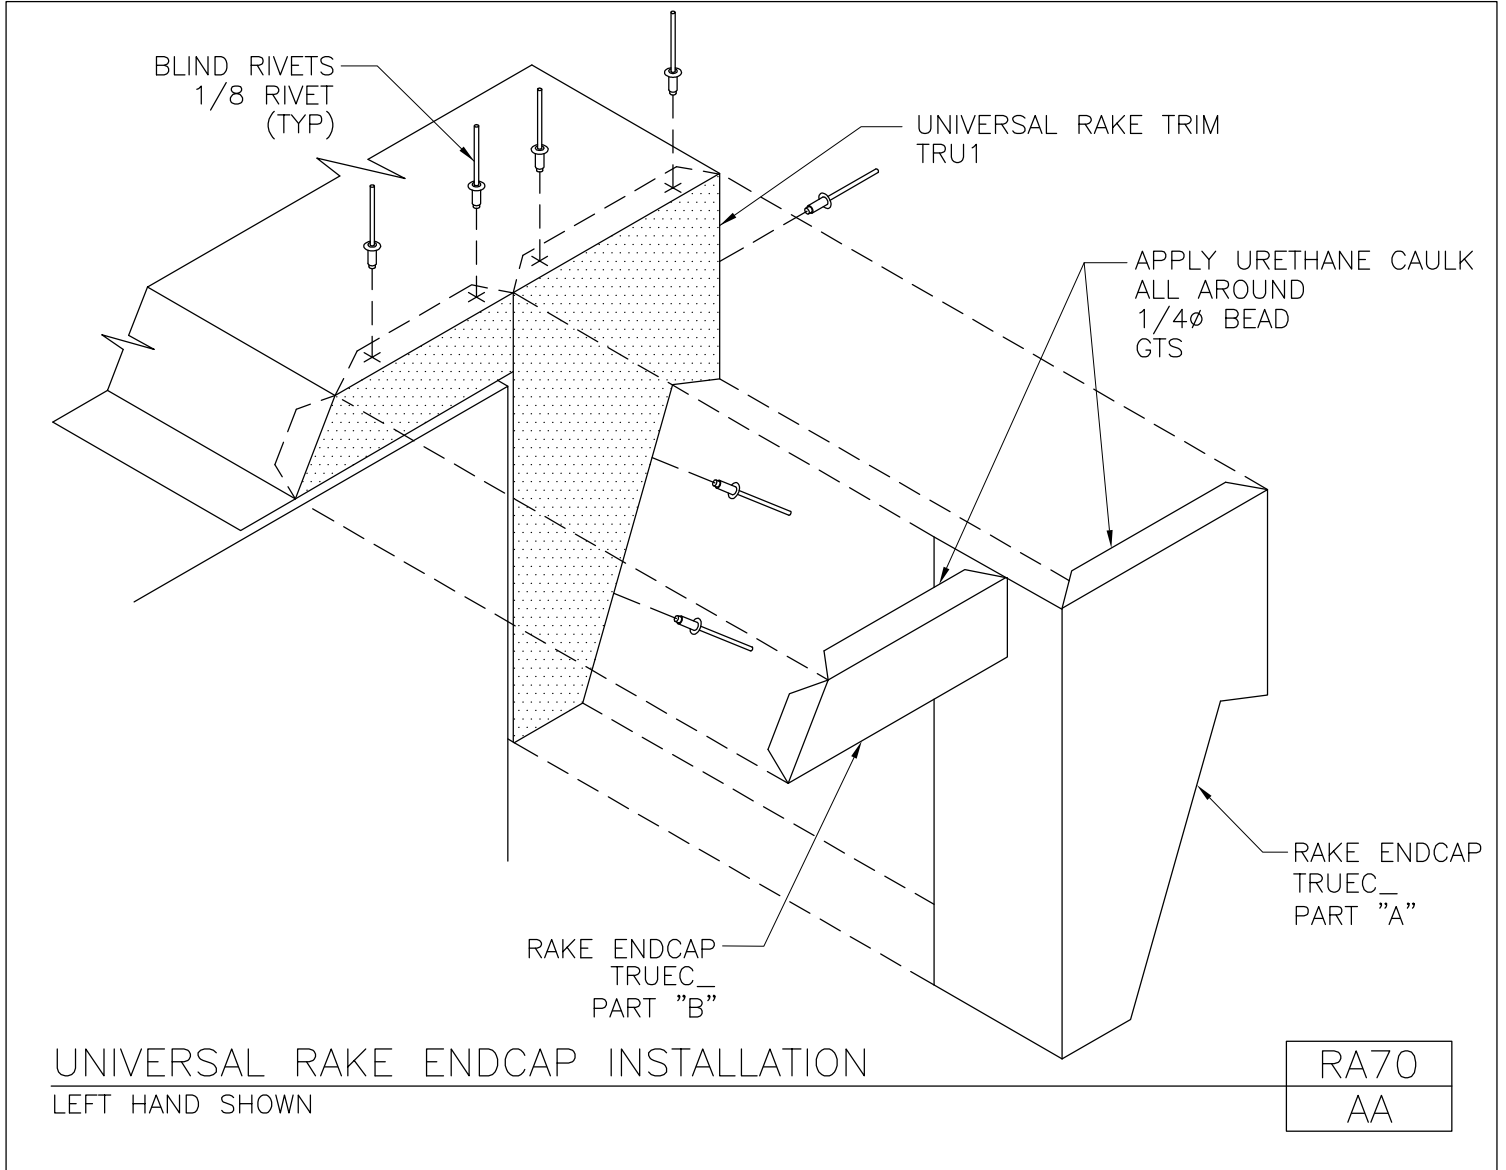 BLIND RIVETS
1/8 RIVET
(TYP)
UNIVERSAL RAKE TRIM
TRU1
APPLY URETHANE CAULK
ALL AROUND
1/4ø BEAD
GTS
RAKE ENDCAP
TRUEC_
PART "A"
RAKE ENDCAP
TRUEC_
PART "B"
UNIVERSAL RAKE ENDCAP INSTALLATION
LEFT HAND SHOWN
RA70
AA